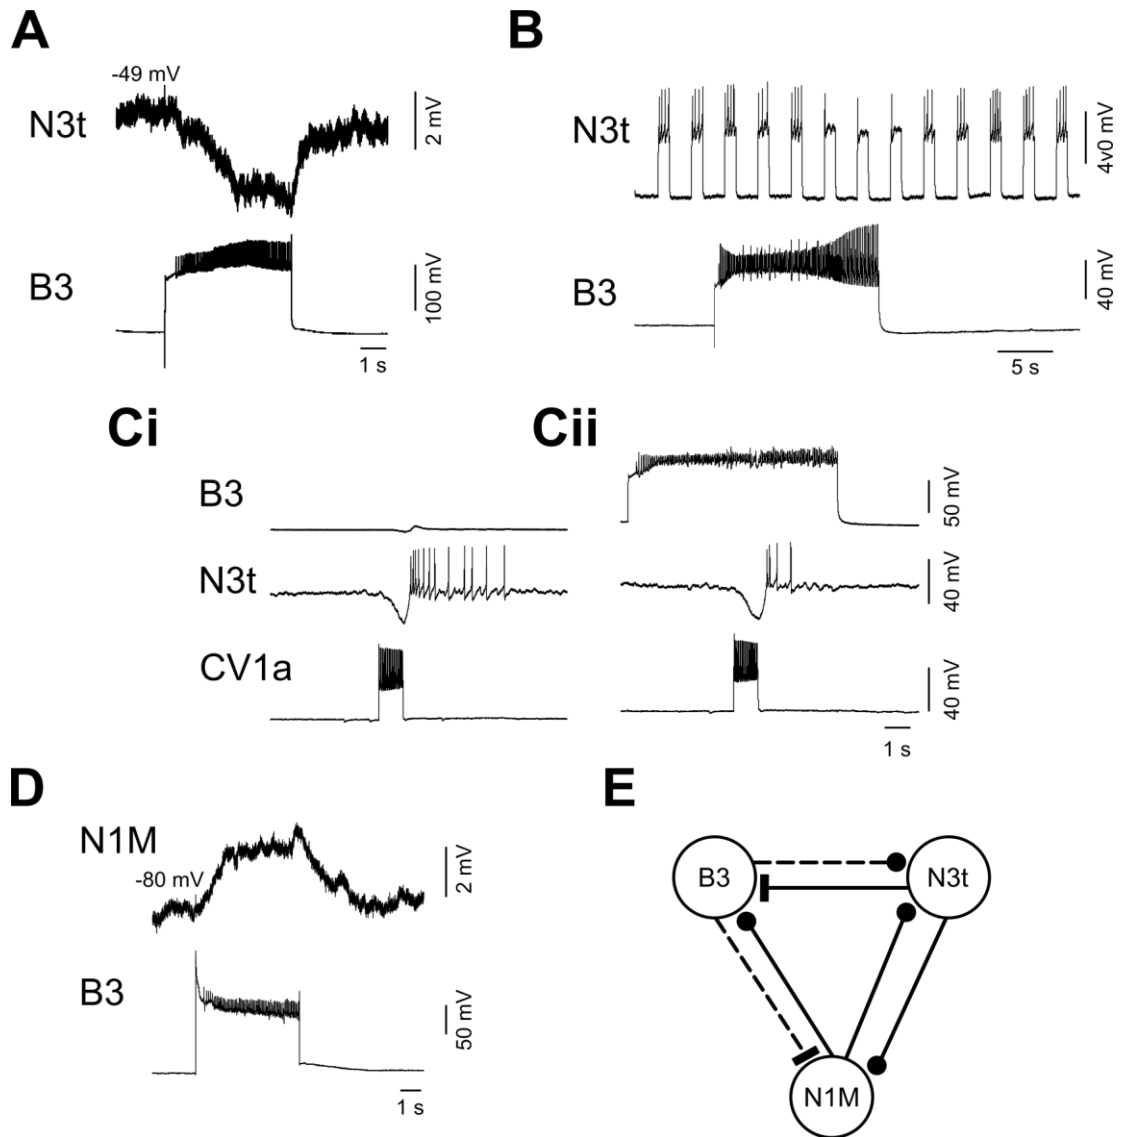 A
B
-49 mV
N3t
2 mV
N3t
4v0 mV
B3
100 mV
B3
40 mV
1 s
5 s
Ci
Cii
B3
50 mV
N3t
40 mV
CV1a
40 mV
1 s
D
E
N1M
-80 mV
2 mV
B3
N3t
B3
50 mV
1 s
N1M